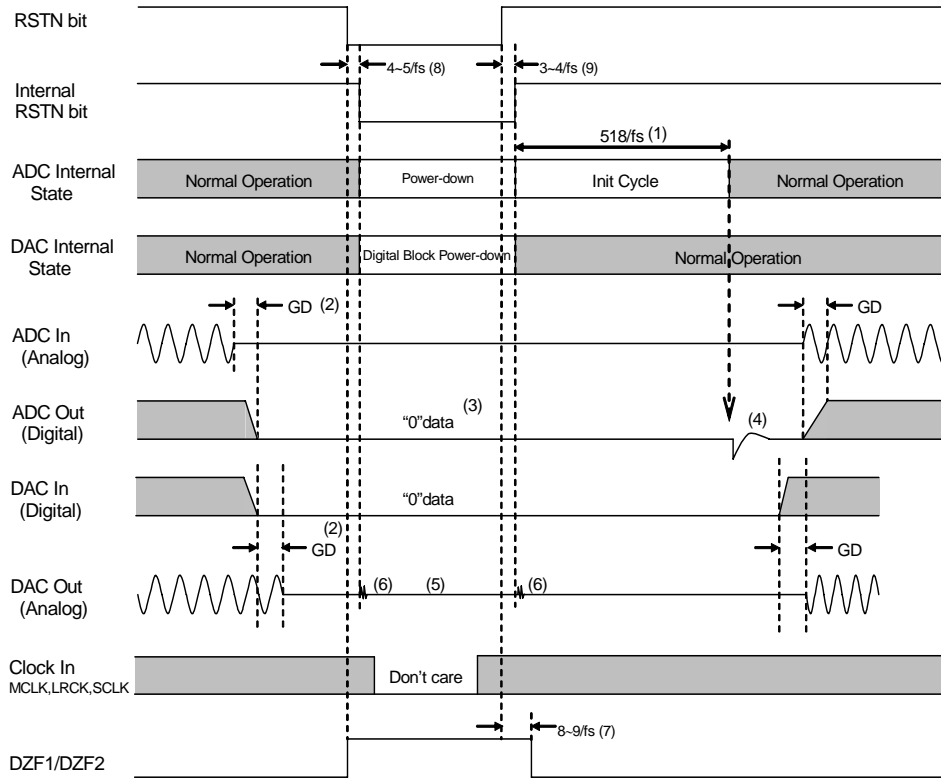 RSTN bit
4~5/fs (8)
3~4/fs (9)
Internal
RSTN bit
518/fs (1)
ADC Internal
State
Normal Operation
Power-down
Init Cycle
Normal Operation
DAC Internal
State
Normal Operation
Digital Block Power-down
Normal Operation
GD (2)
GD
ADC In
(Analog)
ADC Out
(Digital)
"0"data (3)
(4)
DAC In
(Digital)
"0"data
(2)
GD
GD
DAC Out
(Analog)
(6)
(5)
(6)
Clock In
MCLK,LRCK,SCLK
Don't care
8~9/fs (7)
DZF1/DZF2